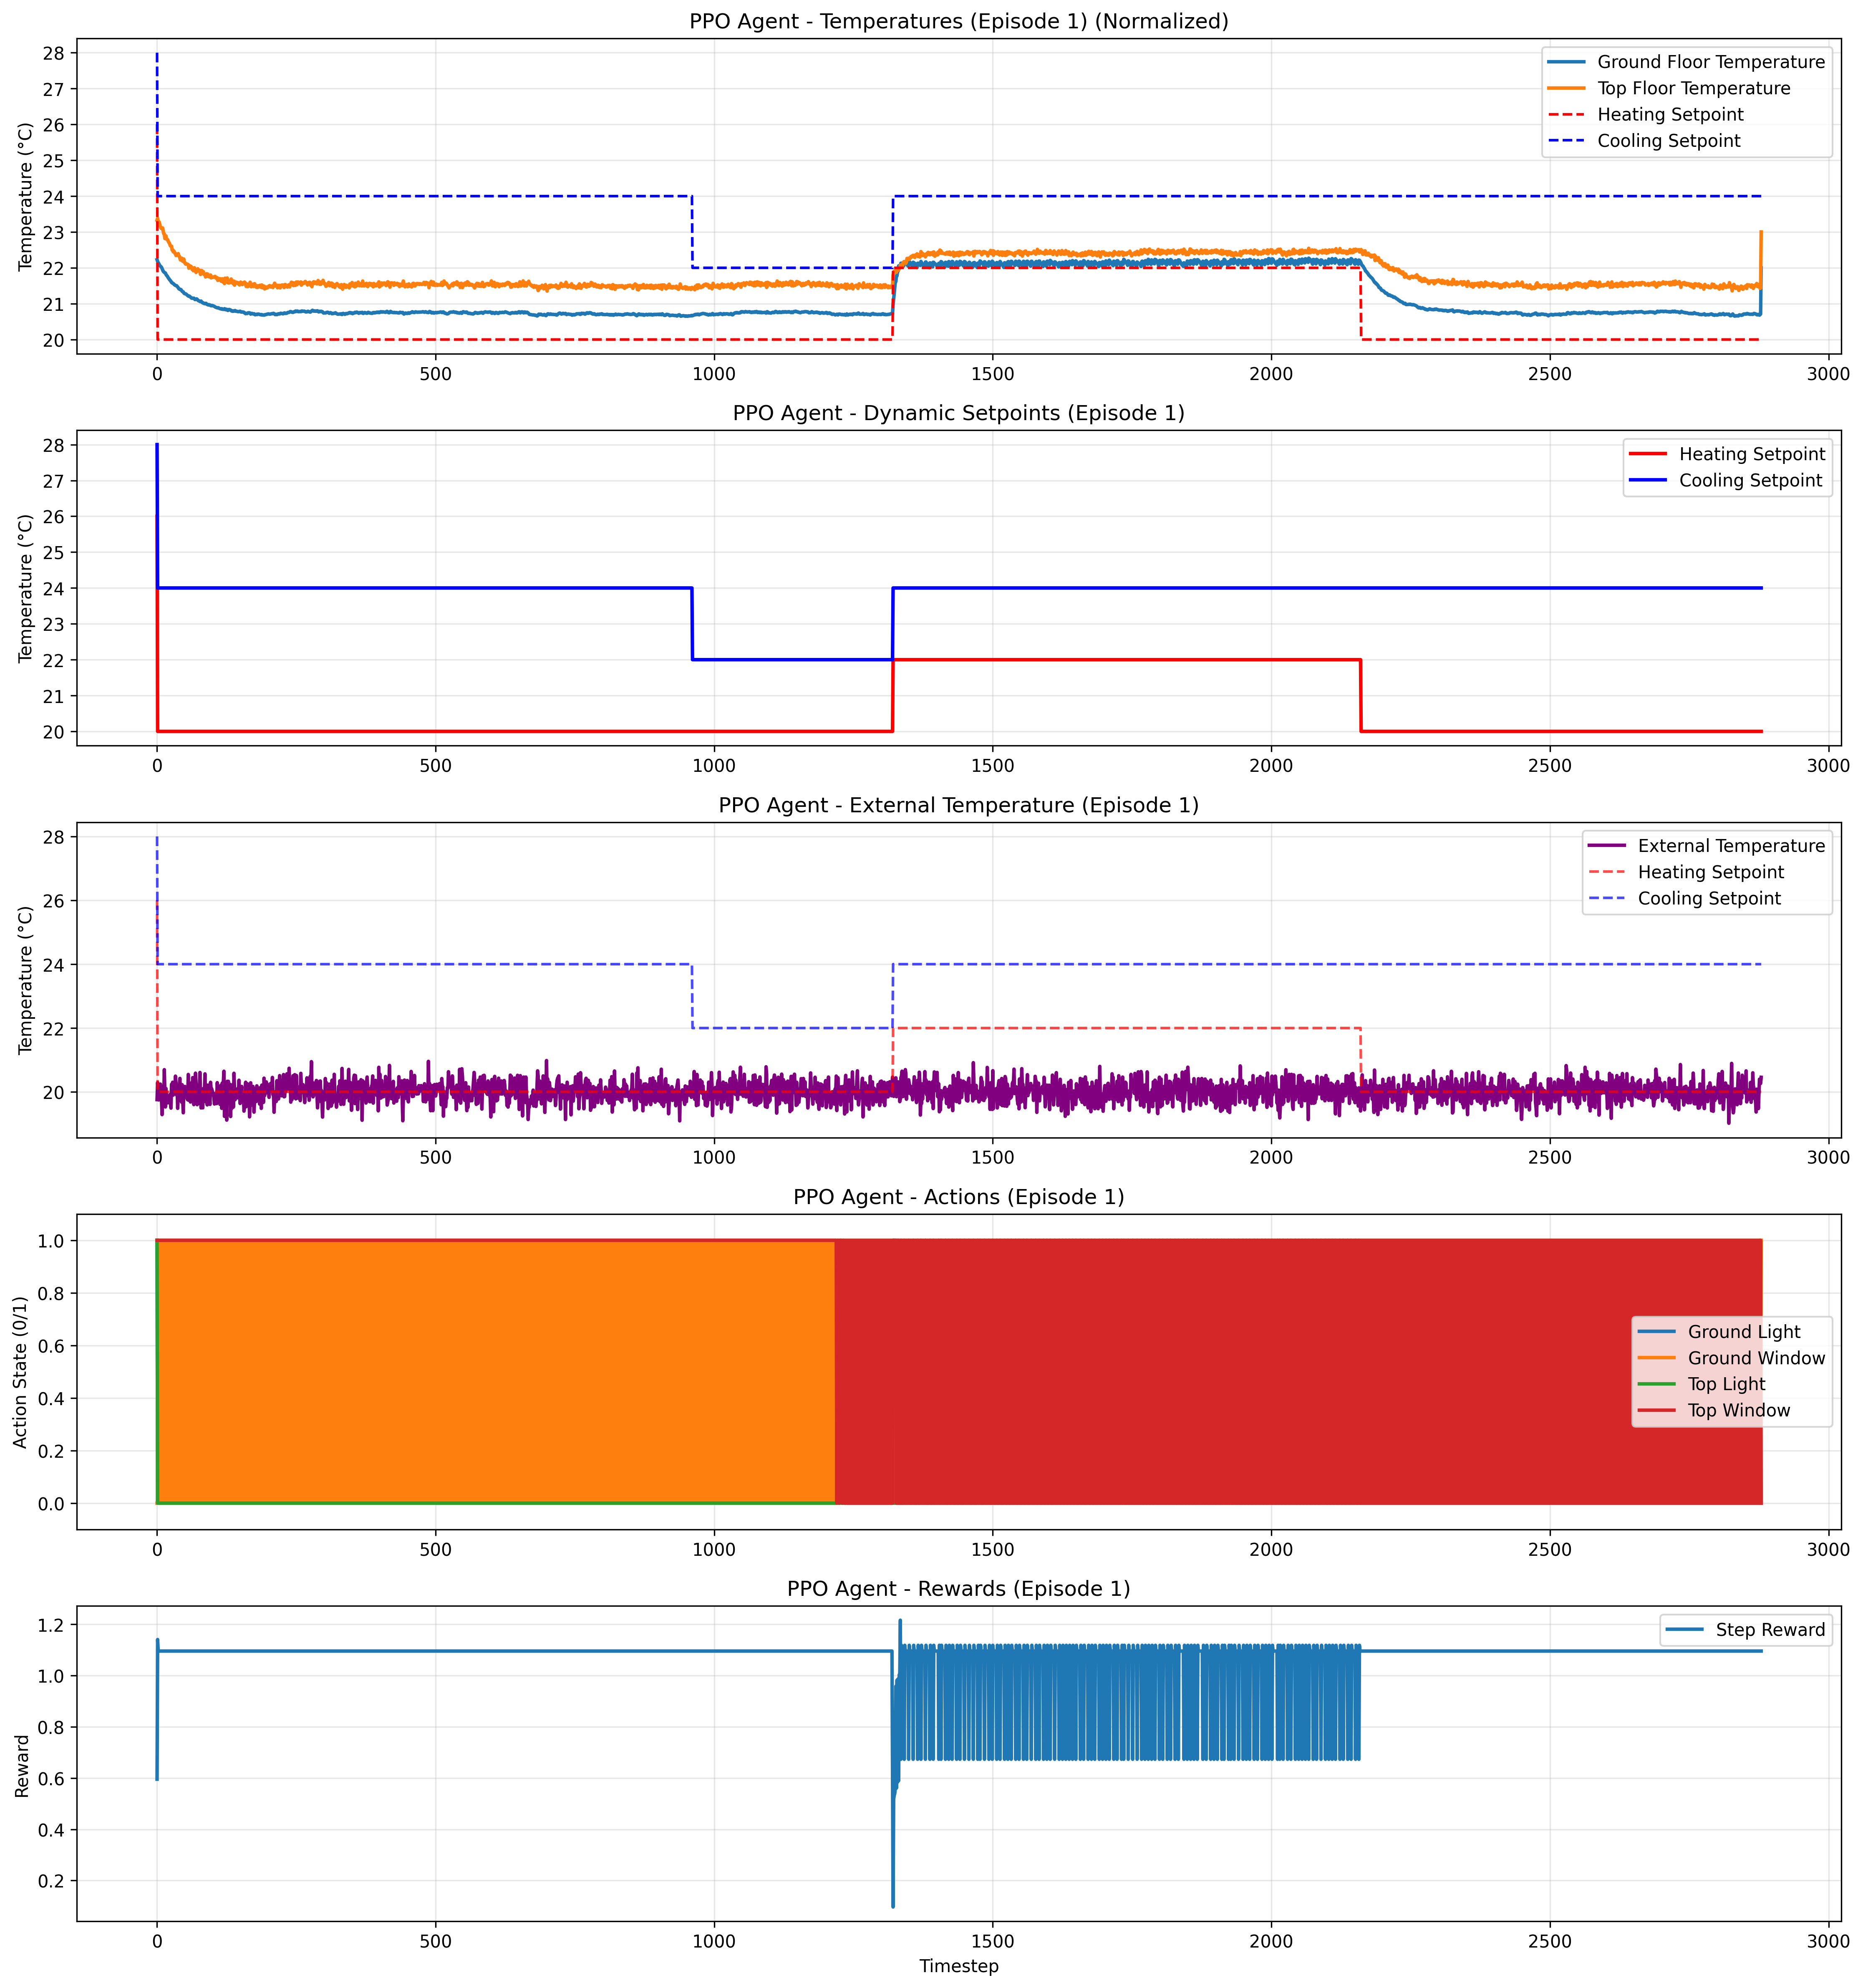 PPO Agent - Temperatures (Episode 1) (Normalized)
Temperature (°C)
28
27
26
25
24
23
22
21
20
Ground Floor Temperature
Top Floor Temperature
Heating Setpoint
Cooling Setpoint
0 500 1000 1500 2000 2500 3000
PPO Agent - Dynamic Setpoints (Episode 1)
Temperature (°C)
28
27
26
25
24
23
22
21
20
Heating Setpoint
Cooling Setpoint
0 500 1000 1500 2000 2500 3000
PPO Agent - External Temperature (Episode 1)
Temperature (°C)
28
26
24
22
20
External Temperature
Heating Setpoint
Cooling Setpoint
0 500 1000 1500 2000 2500 3000
PPO Agent - Actions (Episode 1)
Action State (0/1)
1.0
0.8
0.6
0.4
0.2
0.0
Ground Light
Ground Window
Top Light
Top Window
0 500 1000 1500 2000 2500 3000
PPO Agent - Rewards (Episode 1)
Reward
1.2
1.0
0.8
0.6
0.4
0.2
Step Reward
0 500 1000 1500 2000 2500 3000
Timestep